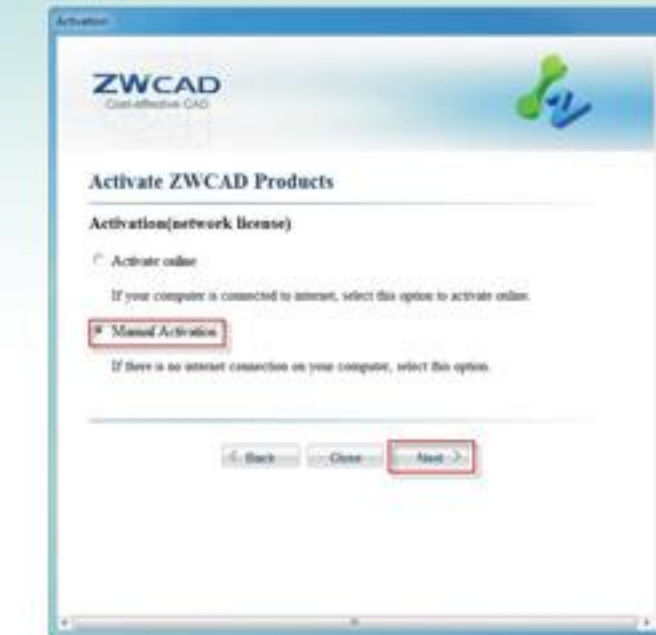 Activation
ZWCAD
Cost-effective CAD
Activate ZWCAD Products
Activation(network license)
Activate online
If your computer is connected to internet, select this option to activate online.
Manual Activation
If there is no internet connection on your computer, select this option.
< Back Close Next >